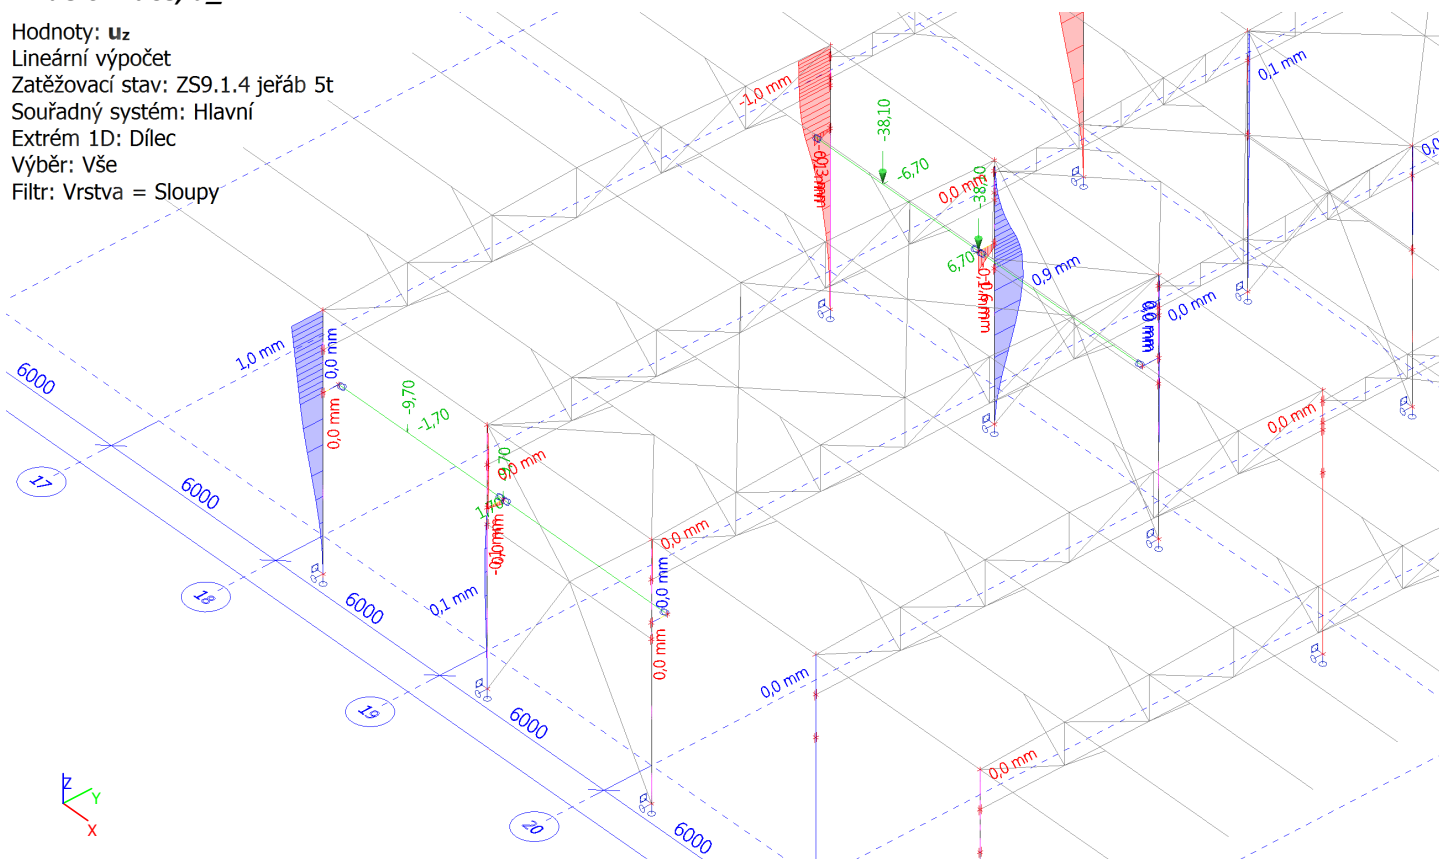 Hodnoty: uz
Lineární výpočet
Zatěžovací stav: ZS9.1.4 jeřáb 5t
Souřadný systém: Hlavní
Extrém 1D: Dílec
Výběr: Vše
Filtr: Vrstva = Sloupy
-1,0 mm
-38,10
-6,70
0,0 mm
0,1 mm
6,70
0,9 mm
0,0 mm
1,0 mm
0,0 mm
0,0 mm
-9,70
-1,70
0,0 mm
1,70
0,1 mm
0,0 mm
0,0 mm
0,0 mm
0,0 mm
0,0 mm
0,0 mm
6000
6000
6000
6000
6000
17
18
19
20
Z
Y
X